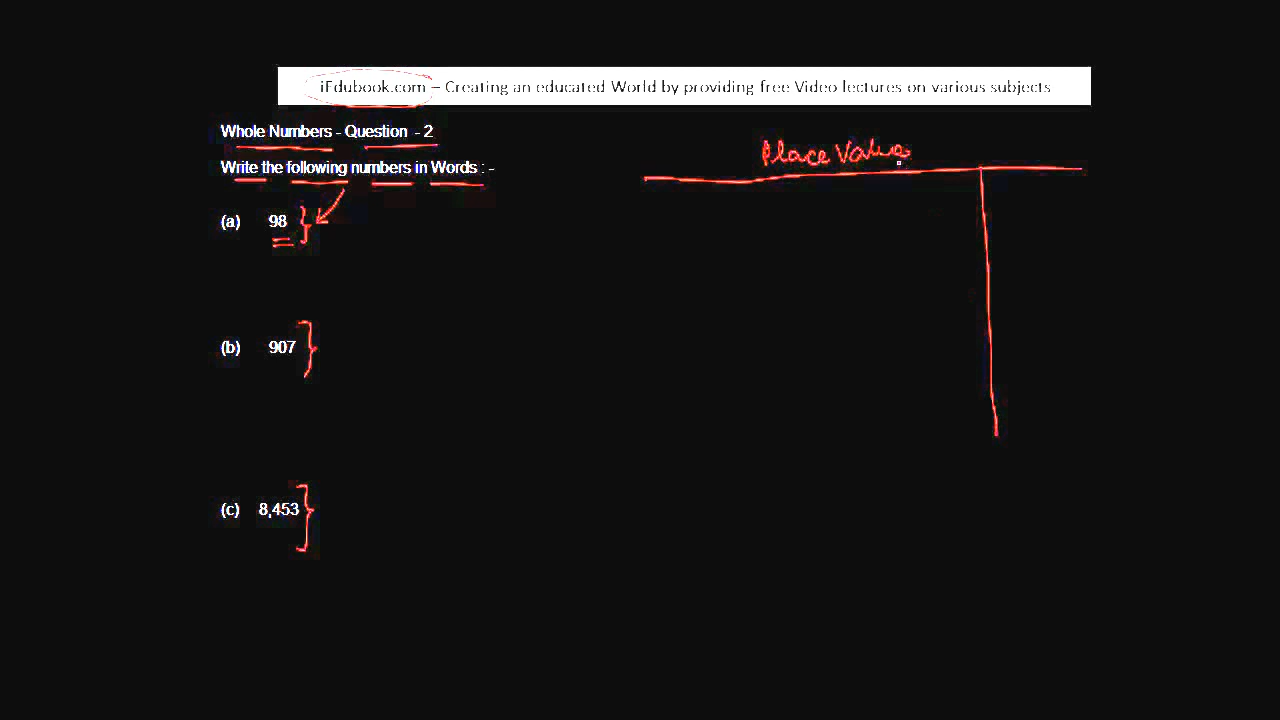 iEdubook.com – Creating an educated World by providing free Video lectures on various subjects
Whole Numbers - Question - 2
Write the following numbers in Words : -
Place Value
(a) 98
(b) 907
(c) 8,453